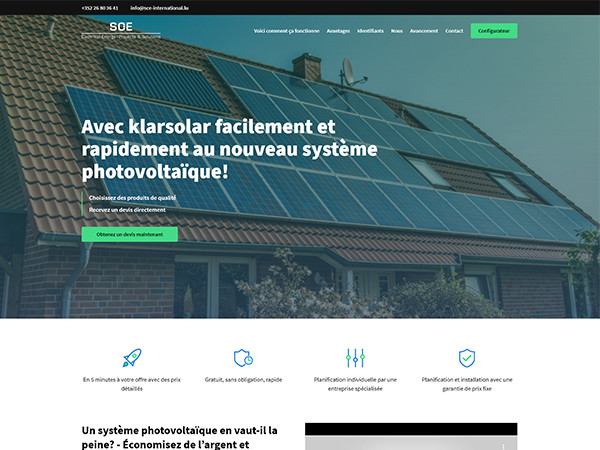 +352 26 80 36 41 info@sce-international.lu
SOE
Voici comment ça fonctionne Avantages Identifiants Nous Avancement Contact Configurateur
Avec klarsolar facilement et
rapidement au nouveau système
photovoltaïque!
Choisissez des produits de qualité
Recevez un devis directement
Obtenez un devis maintenant
En 5 minutes à votre offre avec des prix
détaillés
Gratuit, sans obligation, rapide
Planification individuelle par une
entreprise spécialisée
Planification et installation avec une
garantie de prix fixe
Un système photovoltaïque en vaut-il la
peine? - Économisez de l’argent et